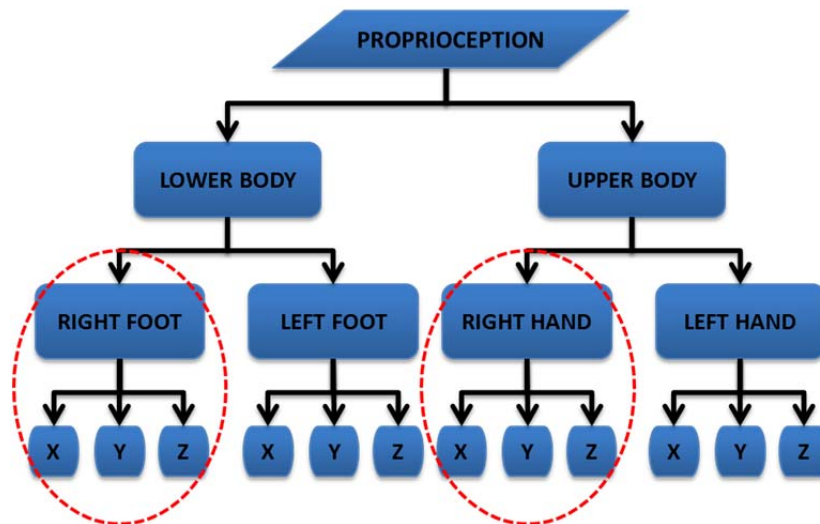 PROPRIOCEPTION
LOWER BODY
UPPER BODY
RIGHT FOOT
LEFT FOOT
RIGHT HAND
LEFT HAND
X Y Z X Y Z X Y Z X Y Z